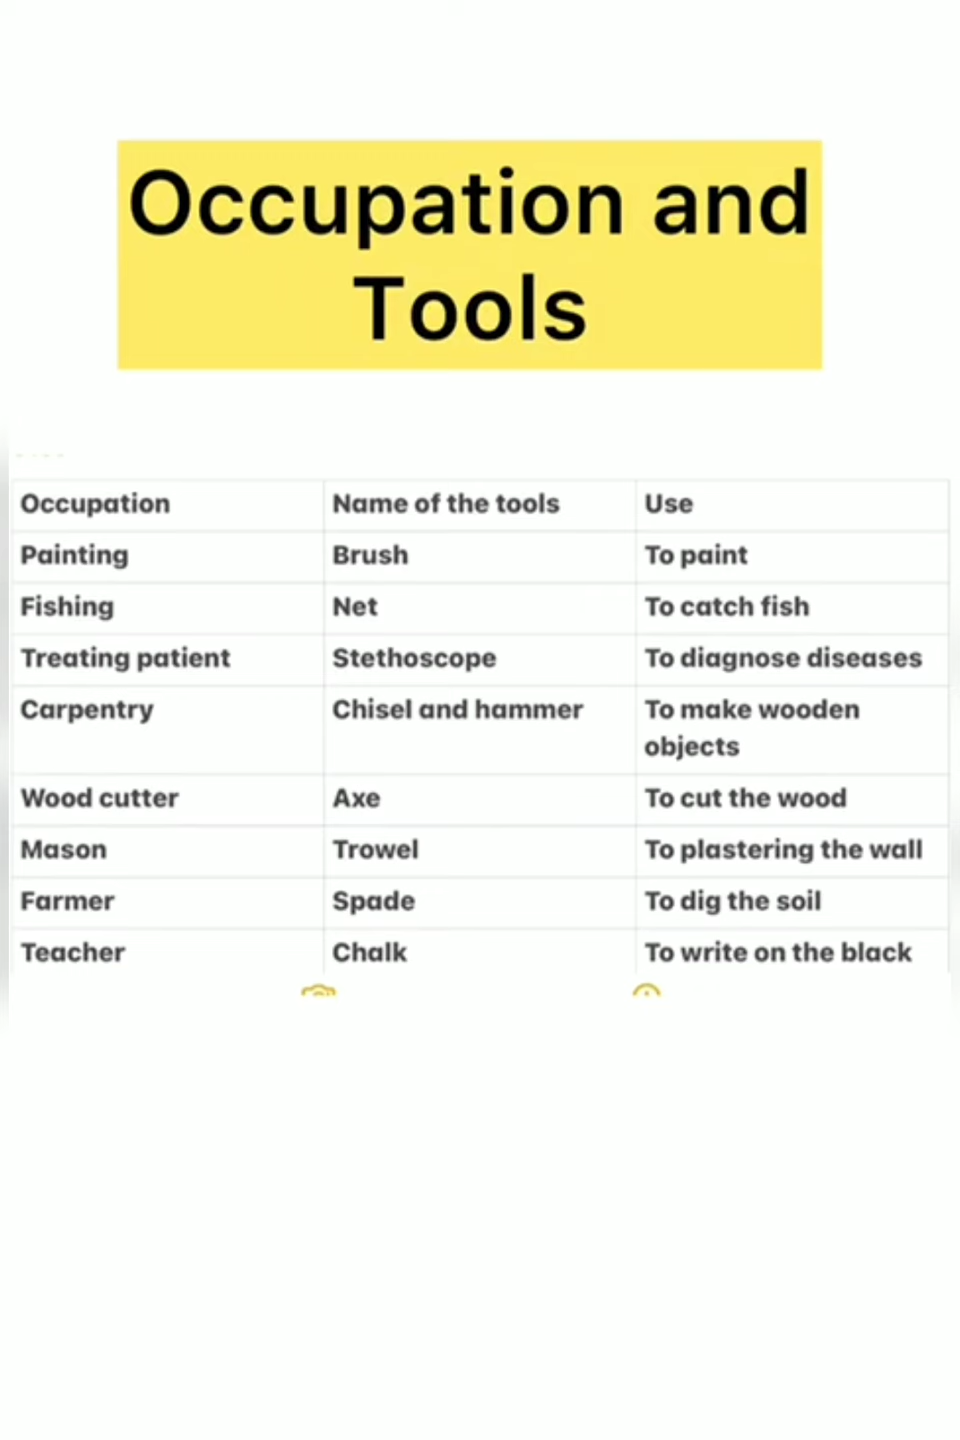 Occupation and
Tools
Occupation Name of the tools Use
Painting Brush To paint
Fishing Net To catch fish
Treating patient Stethoscope To diagnose diseases
Carpentry Chisel and hammer To make wooden
objects
Wood cutter Axe To cut the wood
Mason Trowel To plastering the wall
Farmer Spade To dig the soil
Teacher Chalk To write on the black